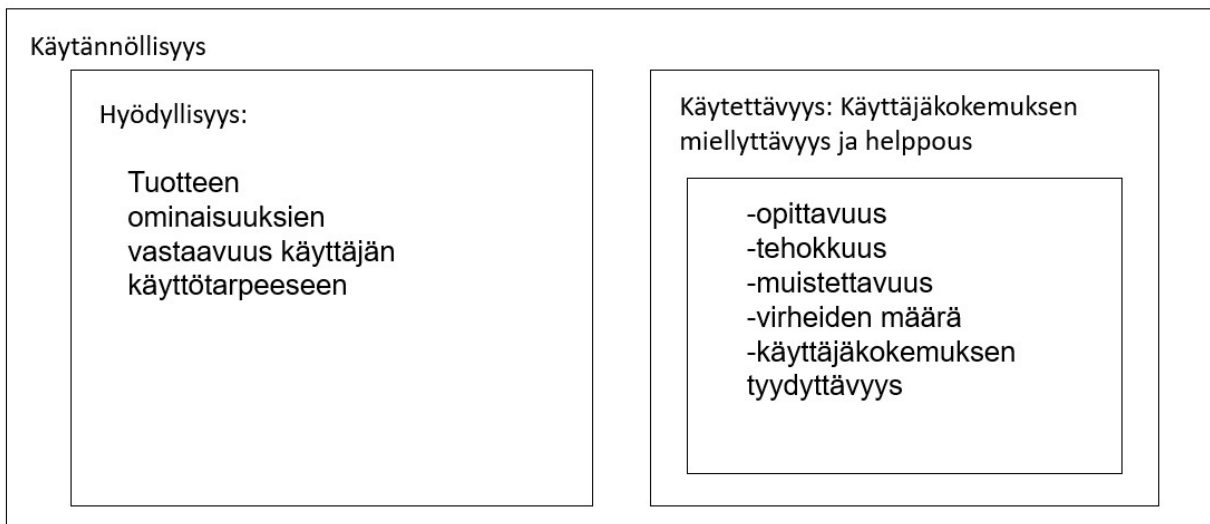 Käytännöllisyys
Hyödyllisyys:
Tuotteen
ominaisuuksien
vastaavuus käyttäjän
käyttötarpeeseen
Käytettävyys: Käyttäjäkokemuksen
miellyttävyys ja helppous
-opittavuus
-tehokkuus
-muistettavuus
-virheiden määrä
-käyttäjäkokemuksen
tyydyttävyys